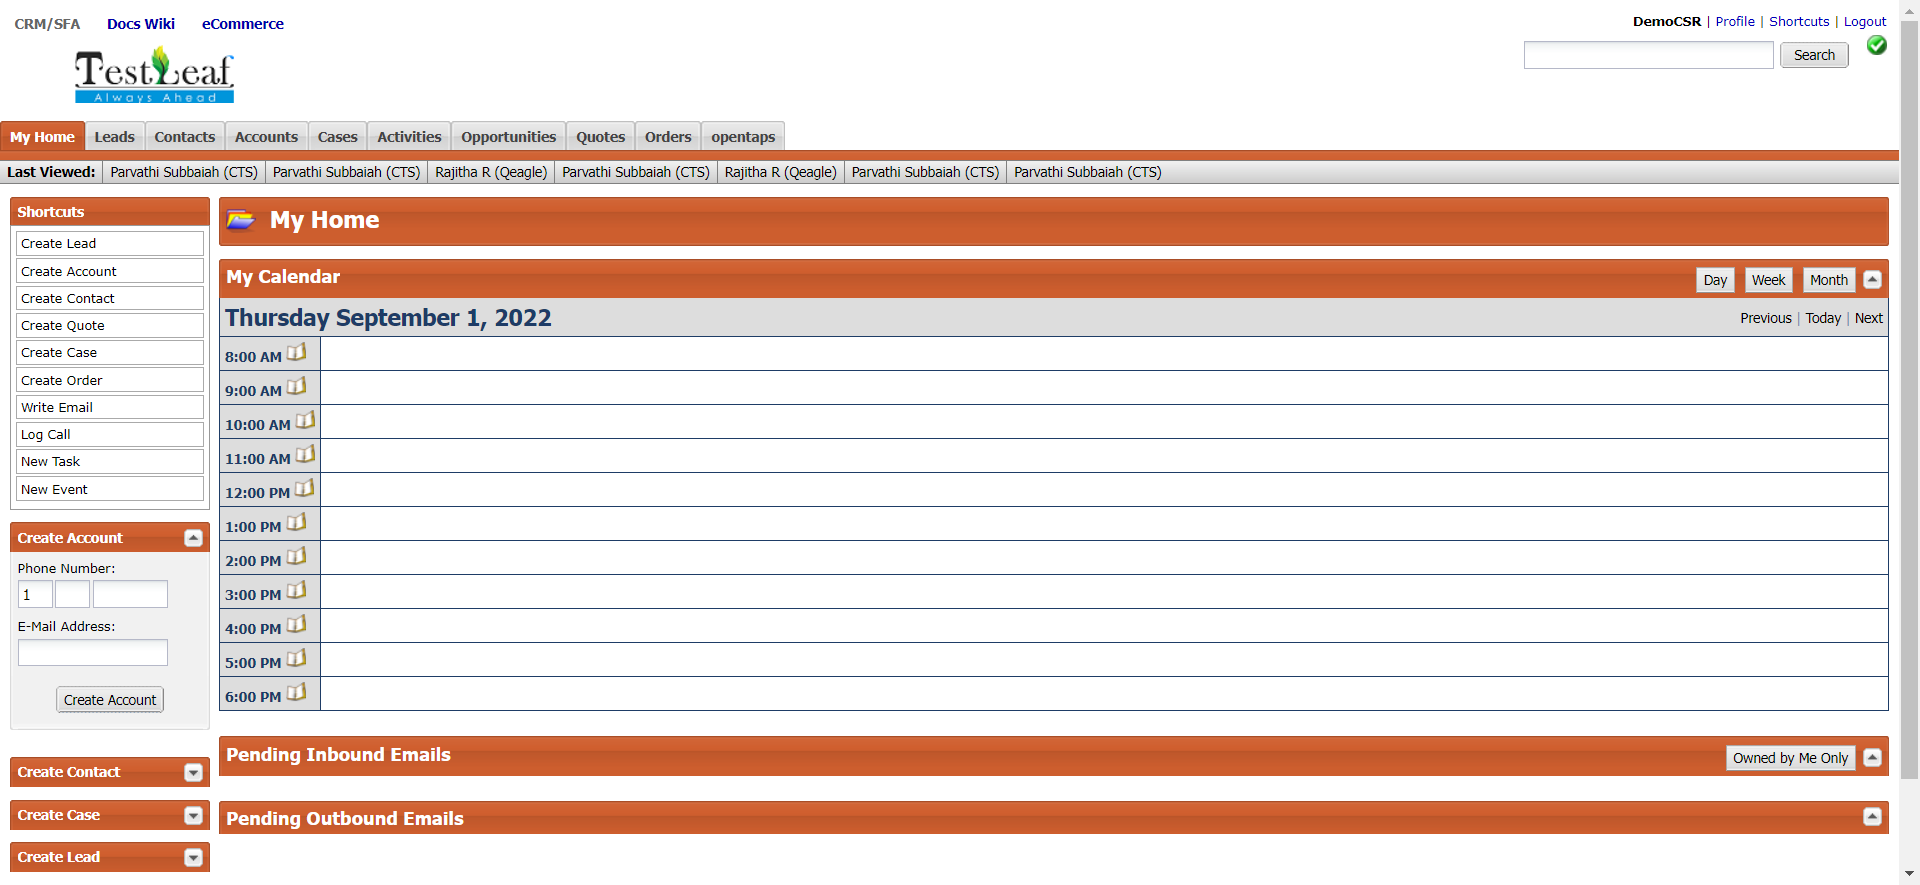 CRM/SFA Docs Wiki eCommerce
DemoCSR | Profile | Shortcuts | Logout
Search
TestLeaf
Always Ahead
My Home Leads Contacts Accounts Cases Activities Opportunities Quotes Orders opentaps
Last Viewed: Parvathi Subbaiah (CTS) Parvathi Subbaiah (CTS) Rajitha R (Qeagle) Parvathi Subbaiah (CTS) Rajitha R (Qeagle) Parvathi Subbaiah (CTS) Parvathi Subbaiah (CTS)
Shortcuts
Create Lead
Create Account
Create Contact
Create Quote
Create Case
Create Order
Write Email
Log Call
New Task
New Event
Create Account
Phone Number:
1
E-Mail Address:
Create Account
Create Contact
Create Case
Create Lead
My Home
My Calendar
Day Week Month
Thursday September 1, 2022
Previous | Today | Next
8:00 AM
9:00 AM
10:00 AM
11:00 AM
12:00 PM
1:00 PM
2:00 PM
3:00 PM
4:00 PM
5:00 PM
6:00 PM
Pending Inbound Emails
Owned by Me Only
Pending Outbound Emails